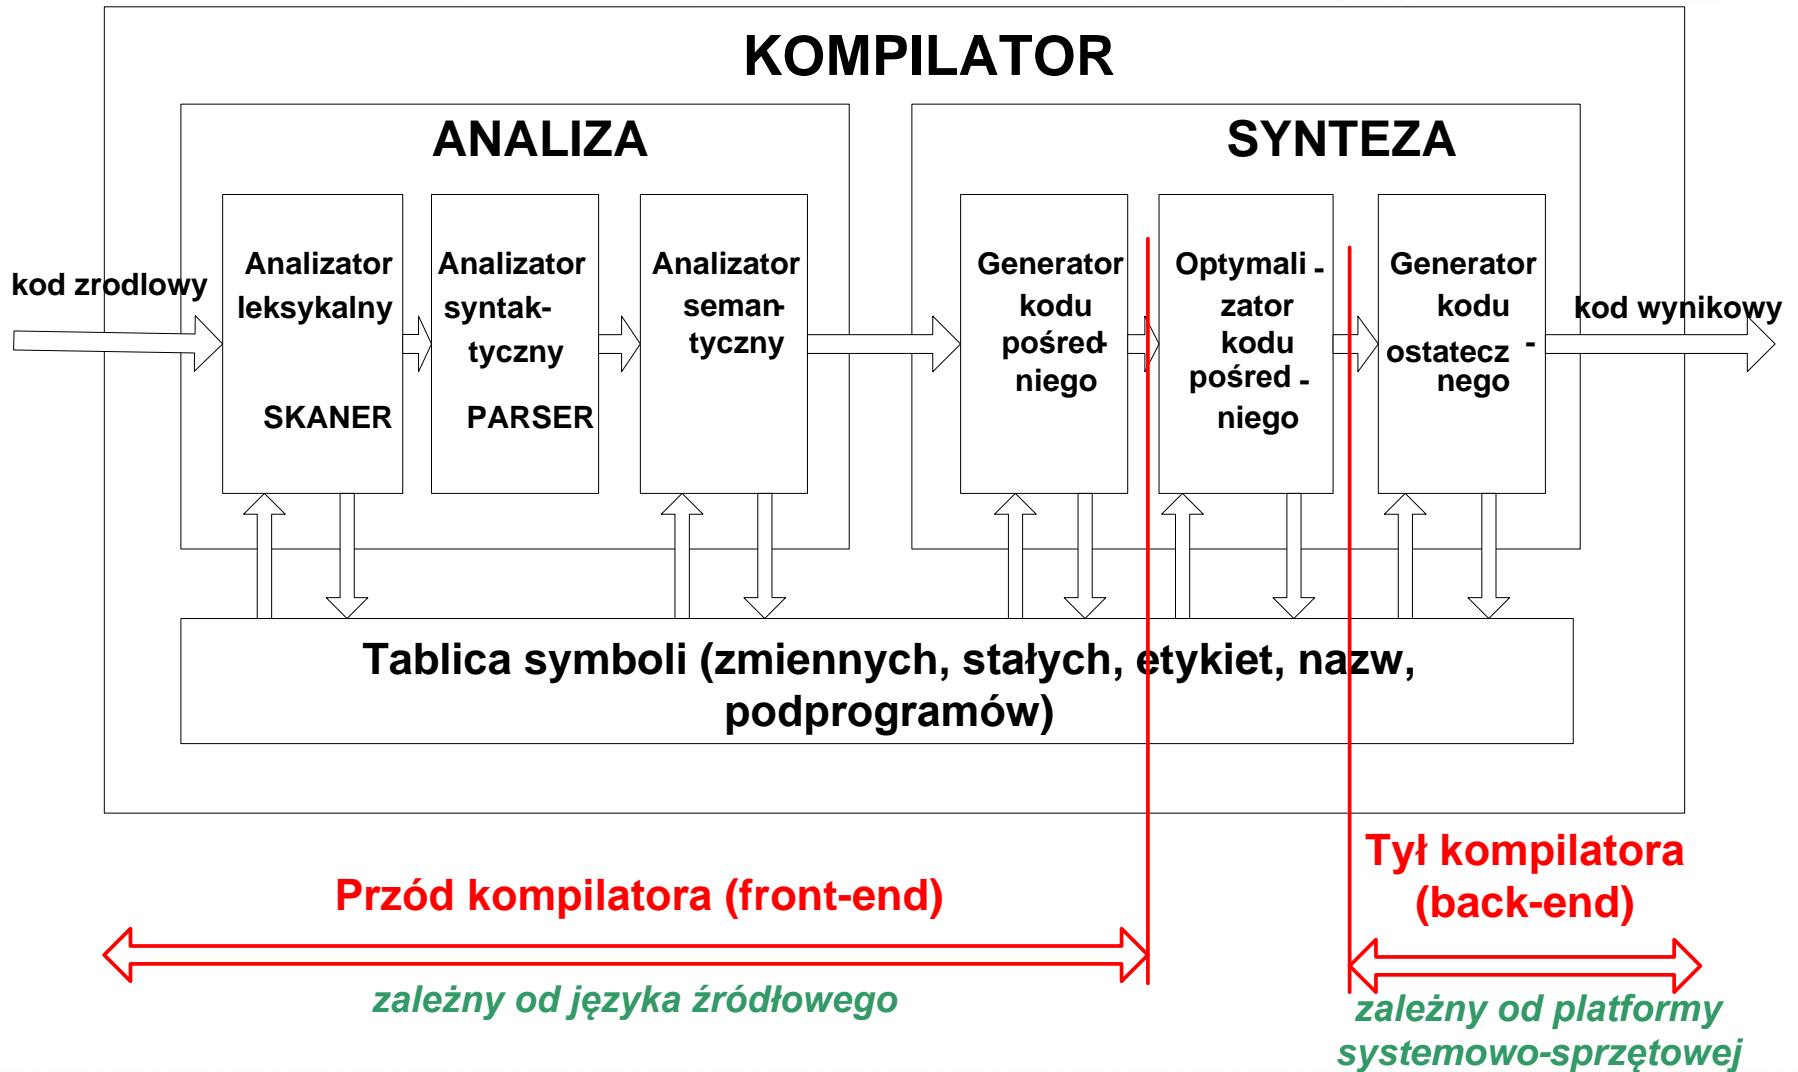 KOMPILATOR
ANALIZA
SYNTEZA
kod zrodlowy
Analizator
leksykalny
SKANER
Analizator
syntak-
tyczny
PARSER
Analizator
seman-
tyczny
Generator
kodu
pośred-
niego
Optymali -
zator
kodu
pośred -
niego
Generator
kodu
ostatecz -
nego
kod wynikowy
Tablica symboli (zmiennych, stałych, etykiet, nazw,
podprogramów)
Przód kompilatora (front-end)
zależny od języka źródłowego
Tył kompilatora
(back-end)
zależny od platformy
systemowo-sprzętowej